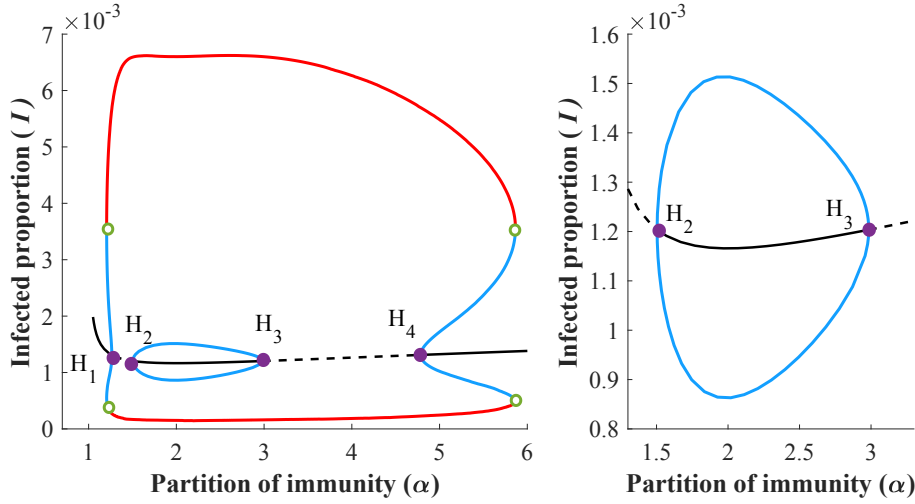 ×10⁻³
7
6
5
4
3
2
1
0
Infected proportion ( I )
H₁
H₂
H₃
H₄
1 2 3 4 5 6
Partition of immunity (α)
×10⁻³
1.6
1.5
1.4
1.3
1.2
1.1
1
0.9
0.8
Infected proportion ( I )
H₂
H₃
1.5 2 2.5 3
Partition of immunity (α)